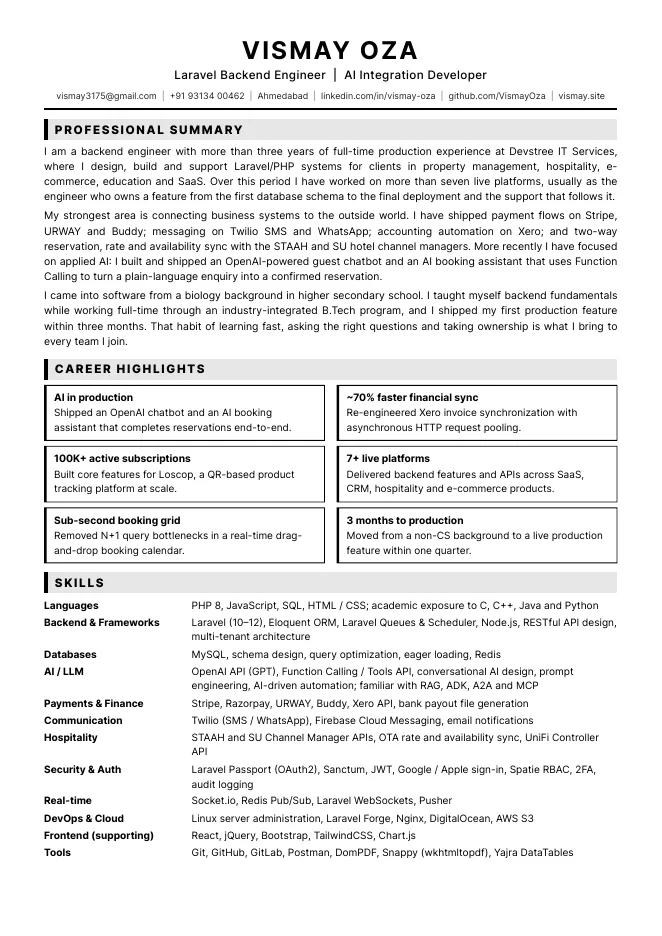 VISMAY OZA
Laravel Backend Engineer | AI Integration Developer
vismay3175@gmail.com | +91 93134 00462 | Ahmedabad | linkedin.com/in/vismay-oza | github.com/VismayOza | vismay.site
PROFESSIONAL SUMMARY
I am a backend engineer with more than three years of full-time production experience at Devstree IT Services,
where I design, build and support Laravel/PHP systems for clients in property management, hospitality, e-
commerce, education and SaaS. Over this period I have worked on more than seven live platforms, usually as the
engineer who owns a feature from the first database schema to the final deployment and the support that follows it.
My strongest area is connecting business systems to the outside world. I have shipped payment flows on Stripe,
URWAY and Buddy; messaging on Twilio SMS and WhatsApp; accounting automation on Xero; and two-way
reservation, rate and availability sync with the STAAH and SU hotel channel managers. More recently I have focused
on applied AI: I built and shipped an OpenAI-powered guest chatbot and an AI booking assistant that uses Function
Calling to turn a plain-language enquiry into a confirmed reservation.
I came into software from a biology background in higher secondary school. I taught myself backend fundamentals
while working full-time through an industry-integrated B.Tech program, and I shipped my first production feature
within three months. That habit of learning fast, asking the right questions and taking ownership is what I bring to
every team I join.
CAREER HIGHLIGHTS
AI in production
Shipped an OpenAI chatbot and an AI booking
assistant that completes reservations end-to-end.
~70% faster financial sync
Re-engineered Xero invoice synchronization with
asynchronous HTTP request pooling.
100K+ active subscriptions
Built core features for Loscop, a QR-based product
tracking platform at scale.
7+ live platforms
Delivered backend features and APIs across SaaS,
CRM, hospitality and e-commerce products.
Sub-second booking grid
Removed N+1 query bottlenecks in a real-time drag-
and-drop booking calendar.
3 months to production
Moved from a non-CS background to a live production
feature within one quarter.
SKILLS
Languages PHP 8, JavaScript, SQL, HTML / CSS; academic exposure to C, C++, Java and Python
Backend & Frameworks Laravel (10–12), Eloquent ORM, Laravel Queues & Scheduler, Node.js, RESTful API design,
multi-tenant architecture
Databases MySQL, schema design, query optimization, eager loading, Redis
AI / LLM OpenAI API (GPT), Function Calling / Tools API, conversational AI design, prompt
engineering, AI-driven automation; familiar with RAG, ADK, A2A and MCP
Payments & Finance Stripe, Razorpay, URWAY, Buddy, Xero API, bank payout file generation
Communication Twilio (SMS / WhatsApp), Firebase Cloud Messaging, email notifications
Hospitality STAAH and SU Channel Manager APIs, OTA rate and availability sync, UniFi Controller
API
Security & Auth Laravel Passport (OAuth2), Sanctum, JWT, Google / Apple sign-in, Spatie RBAC, 2FA,
audit logging
Real-time Socket.io, Redis Pub/Sub, Laravel WebSockets, Pusher
DevOps & Cloud Linux server administration, Laravel Forge, Nginx, DigitalOcean, AWS S3
Frontend (supporting) React, jQuery, Bootstrap, TailwindCSS, Chart.js
Tools Git, GitHub, GitLab, Postman, DomPDF, Snappy (wkhtmltopdf), Yajra DataTables